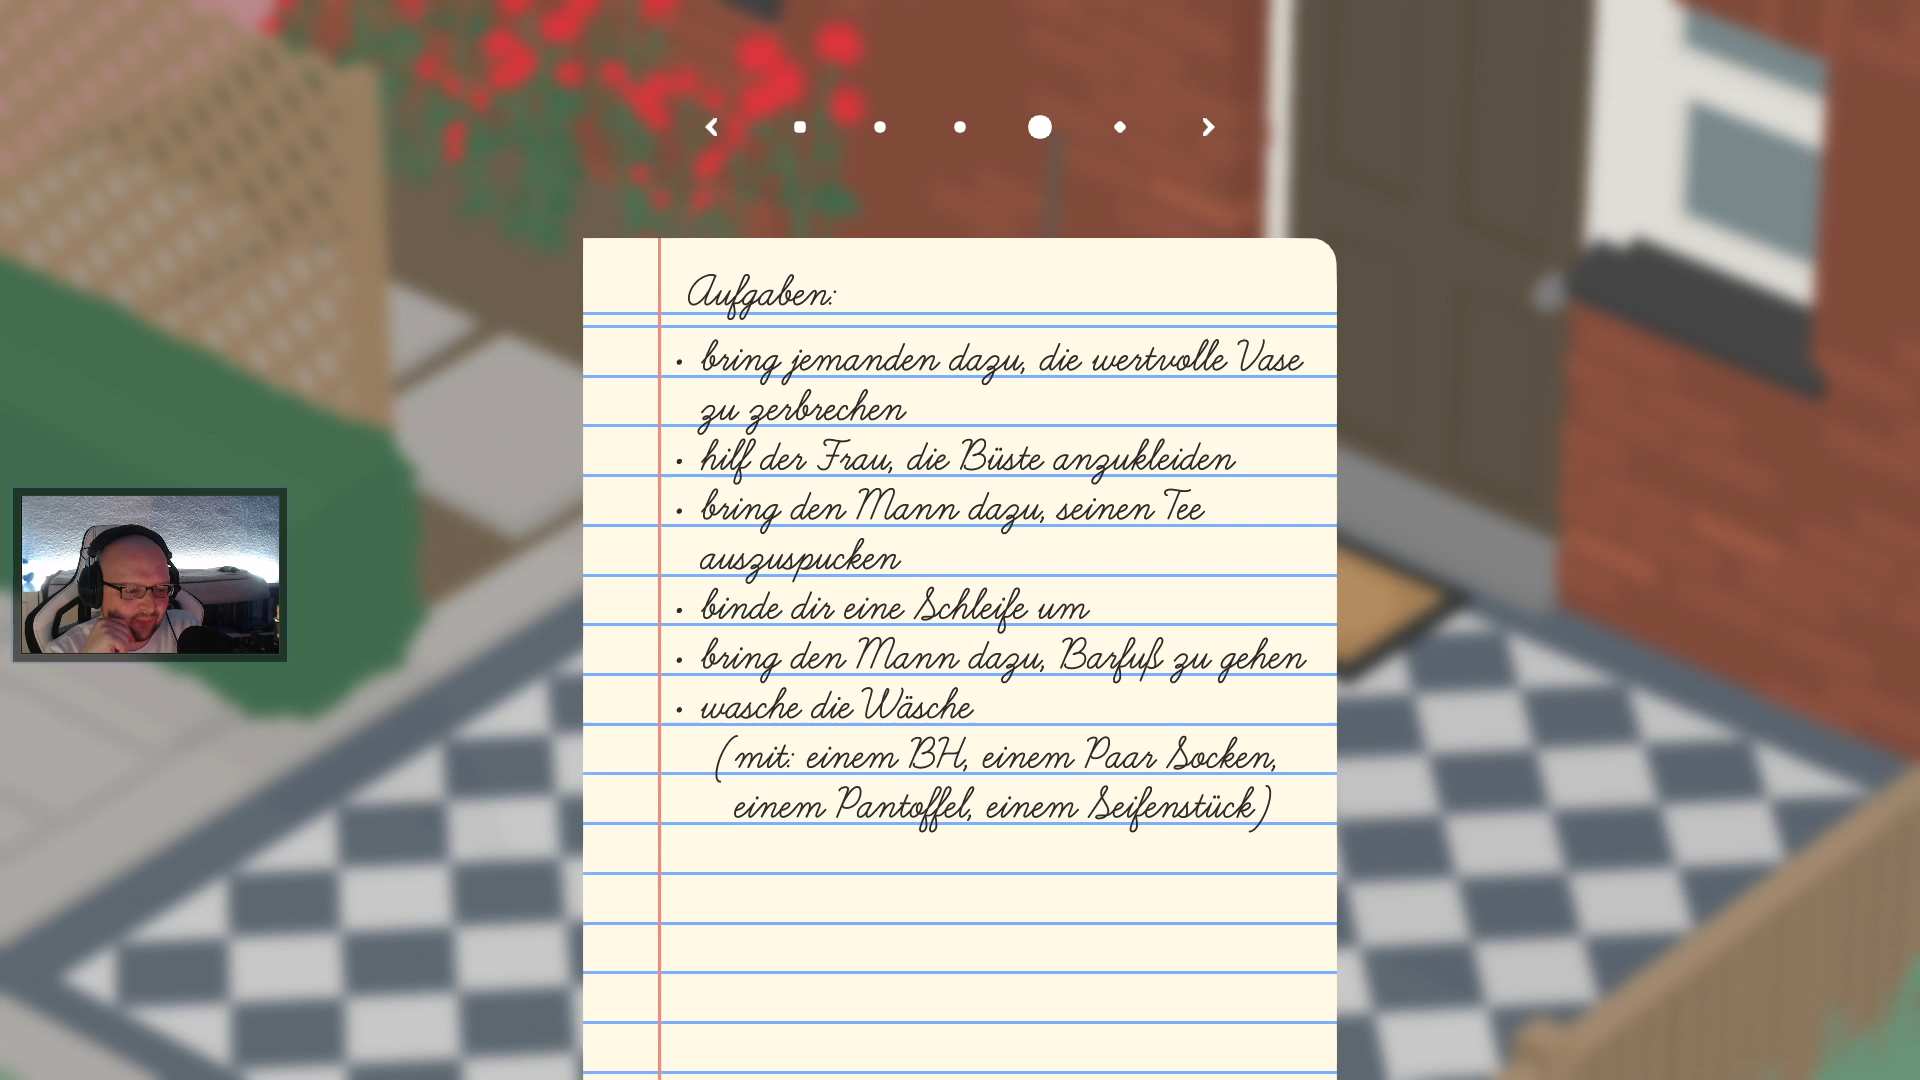 Aufgaben:
• bring jemanden dazu, die wertvolle Vase
zu zerbrechen
• hilf der Frau, die Büste anzukleiden
• bring den Mann dazu, seinen Tee
auszuspucken
• binde dir eine Schleife um
• bring den Mann dazu, Barfuß zu gehen
• wasche die Wäsche
(mit: einem BH, einem Paar Socken,
einem Pantoffel, einem Seifenstück)